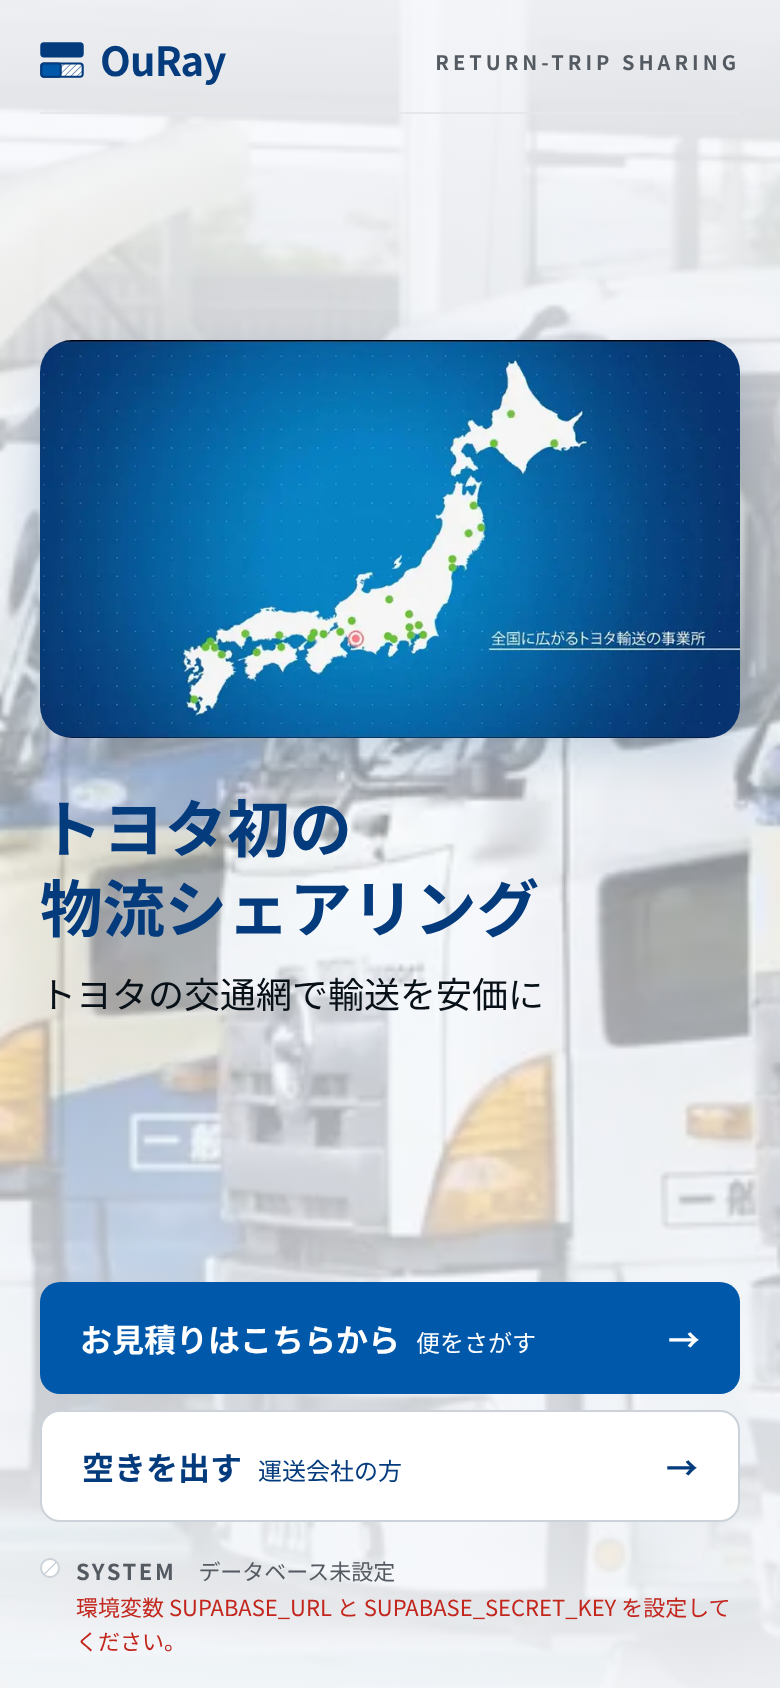 OuRay
RETURN-TRIP SHARING
全国に広がるトヨタ輸送の事業所
トヨタ初の
物流シェアリング
トヨタの交通網で輸送を安価に
一般
一般
お見積りはこちらから 便をさがす →
空きを出す 運送会社の方 →
SYSTEM データベース未設定
環境変数 SUPABASE_URL と SUPABASE_SECRET_KEY を設定して
ください。